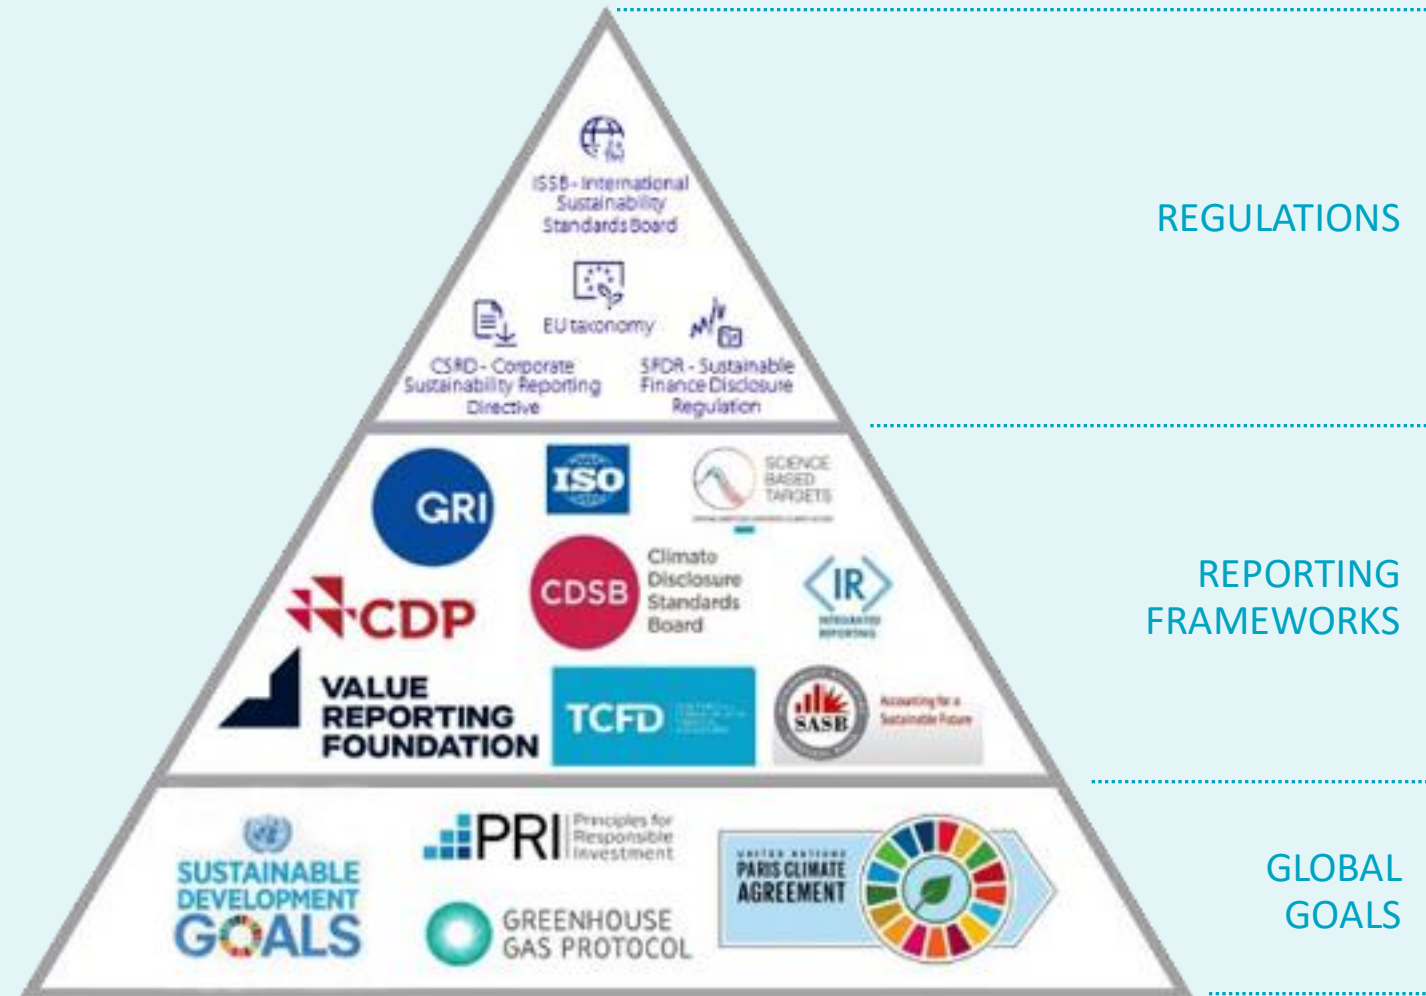 ISSB - International
Sustainability
Standards Board
REGULATIONS
EU taxonomy
CSRD - Corporate
Sustainability Reporting
Directive
SFDR - Sustainable
Finance Disclosure
Regulation
GRI
ISO
SCIENCE
BASED
TARGETS
CDP
CDSB
Climate
Disclosure
Standards
Board
IR
INTEGRATED
REPORTING
REPORTING
FRAMEWORKS
VALUE
REPORTING
FOUNDATION
TCFD
SASB
Accounting for a
Sustainable Future
SUSTAINABLE
DEVELOPMENT
GOALS
PRI
Principles for
Responsible
Investment
GREENHOUSE
GAS PROTOCOL
UNITED NATIONS
PARIS CLIMATE
AGREEMENT
GLOBAL
GOALS